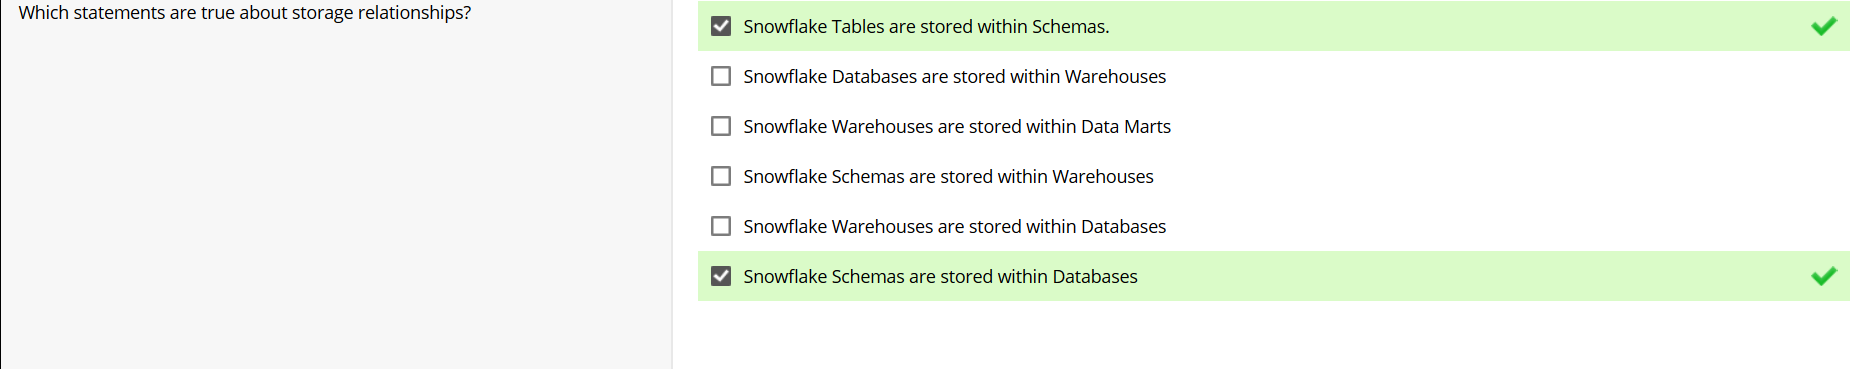 Which statements are true about storage relationships?
Snowflake Tables are stored within Schemas.
Snowflake Databases are stored within Warehouses
Snowflake Warehouses are stored within Data Marts
Snowflake Schemas are stored within Warehouses
Snowflake Warehouses are stored within Databases
Snowflake Schemas are stored within Databases